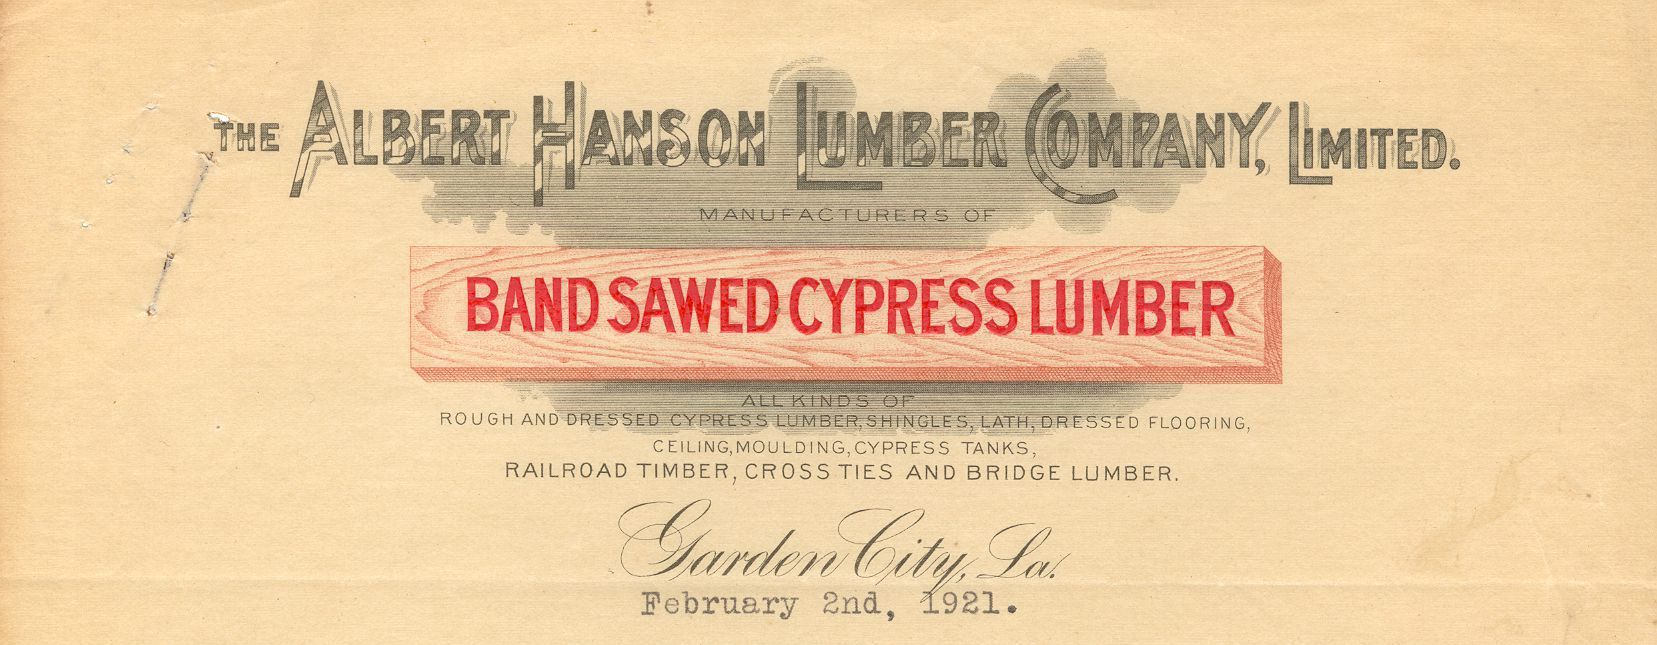 THE ALBERT HANSON LUMBER COMPANY, LIMITED.
MANUFACTURERS OF
BAND SAWED CYPRESS LUMBER
ALL KINDS OF
ROUGH AND DRESSED CYPRESS LUMBER, SHINGLES, LATH, DRESSED FLOORING,
CEILING, MOULDING, CYPRESS TANKS,
RAILROAD TIMBER, CROSS TIES AND BRIDGE LUMBER.
Garden City, La.
February 2nd, 1921.